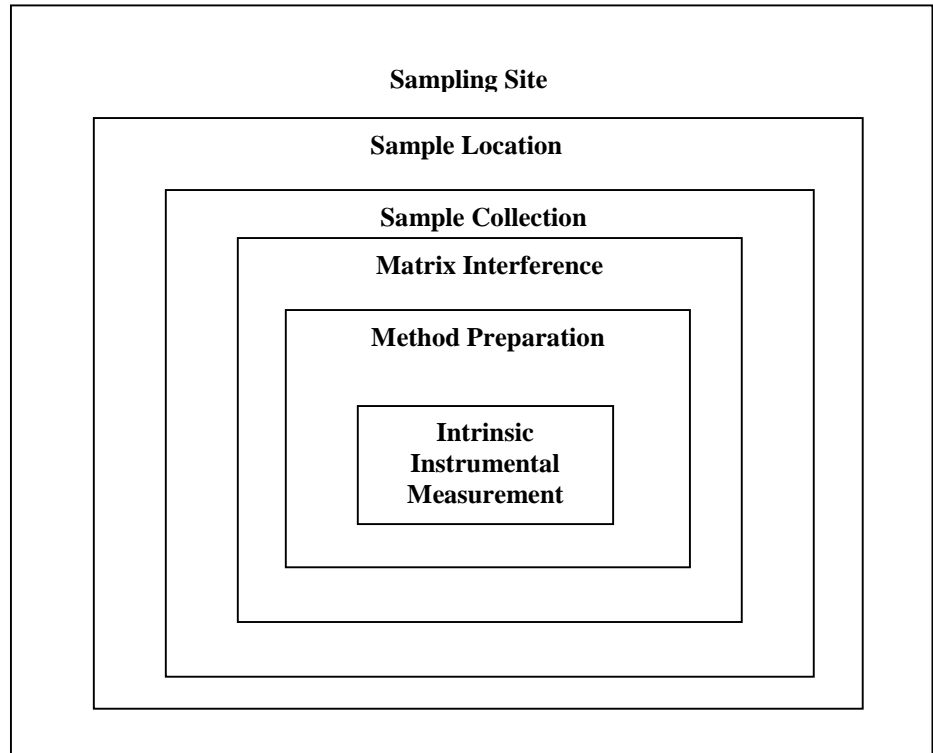 Sampling Site
Sample Location
Sample Collection
Matrix Interference
Method Preparation
Intrinsic
Instrumental
Measurement